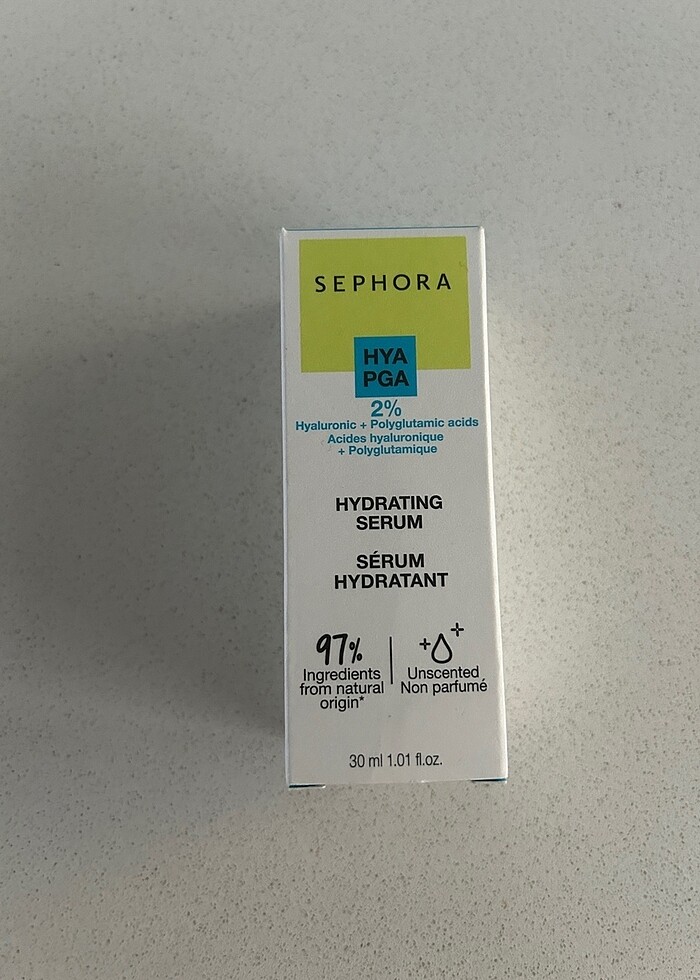 SEPHORA
HYA
PGA
2%
Hyaluronic + Polyglutamic acids
Acides hyaluronique
+ Polyglutamique
HYDRATING
SERUM
SÉRUM
HYDRATANT
97%
Ingredients
from natural
origin*
Unscented
Non parfumé
30 ml 1.01 fl.oz.